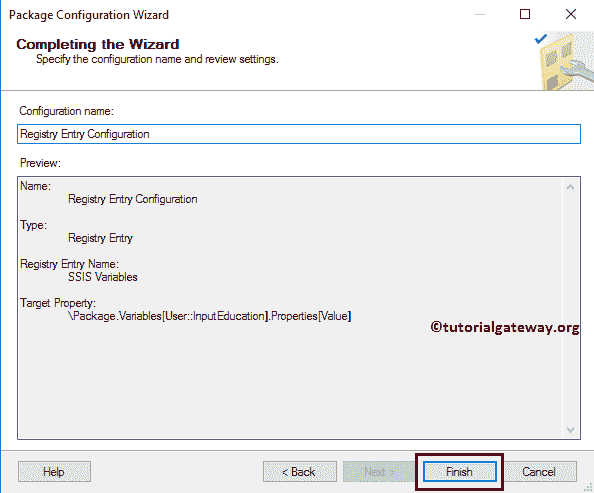 Package Configuration Wizard
Completing the Wizard
Specify the configuration name and review settings.
Configuration name:
Registry Entry Configuration
Preview:
Name:
Registry Entry Configuration
Type:
Registry Entry
Registry Entry Name:
SSIS Variables
Target Property:
\Package.Variables[User::InputEducation].Properties[Value]
©tutorialgateway.org
Help
< Back
Next >
Finish
Cancel